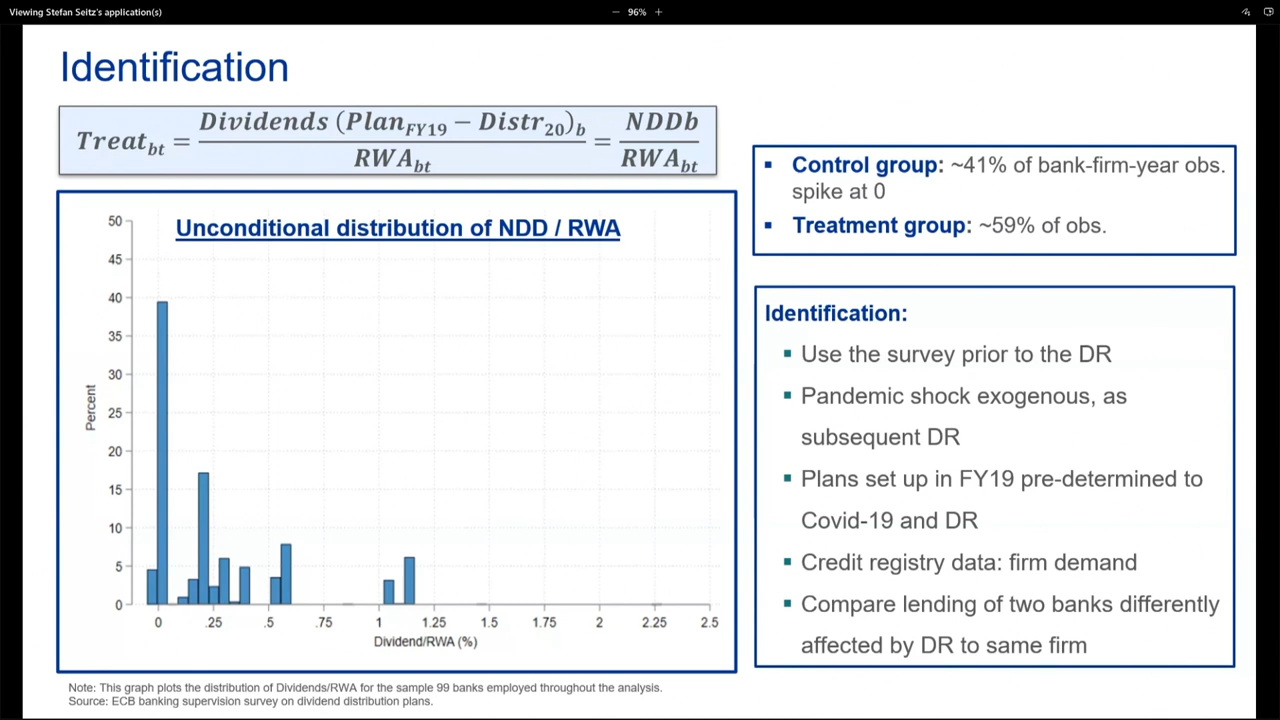 Viewing Stefan Seitz's application(s)
− 96% +
Identification
Treat_bt = Dividends (Plan_FY19 − Distr_20)_b / RWA_bt = NDDb / RWA_bt
▪ Control group: ~41% of bank-firm-year obs.
spike at 0
▪ Treatment group: ~59% of obs.
Unconditional distribution of NDD / RWA
50
45
40
35
30
25
20
15
10
5
0
Percent
0 .25 .5 .75 1 1.25 1.5 1.75 2 2.25 2.5
Dividend/RWA (%)
Identification:
▪ Use the survey prior to the DR
▪ Pandemic shock exogenous, as
subsequent DR
▪ Plans set up in FY19 pre-determined to
Covid-19 and DR
▪ Credit registry data: firm demand
▪ Compare lending of two banks differently
affected by DR to same firm
Note: This graph plots the distribution of Dividends/RWA for the sample 99 banks employed throughout the analysis.
Source: ECB banking supervision survey on dividend distribution plans.